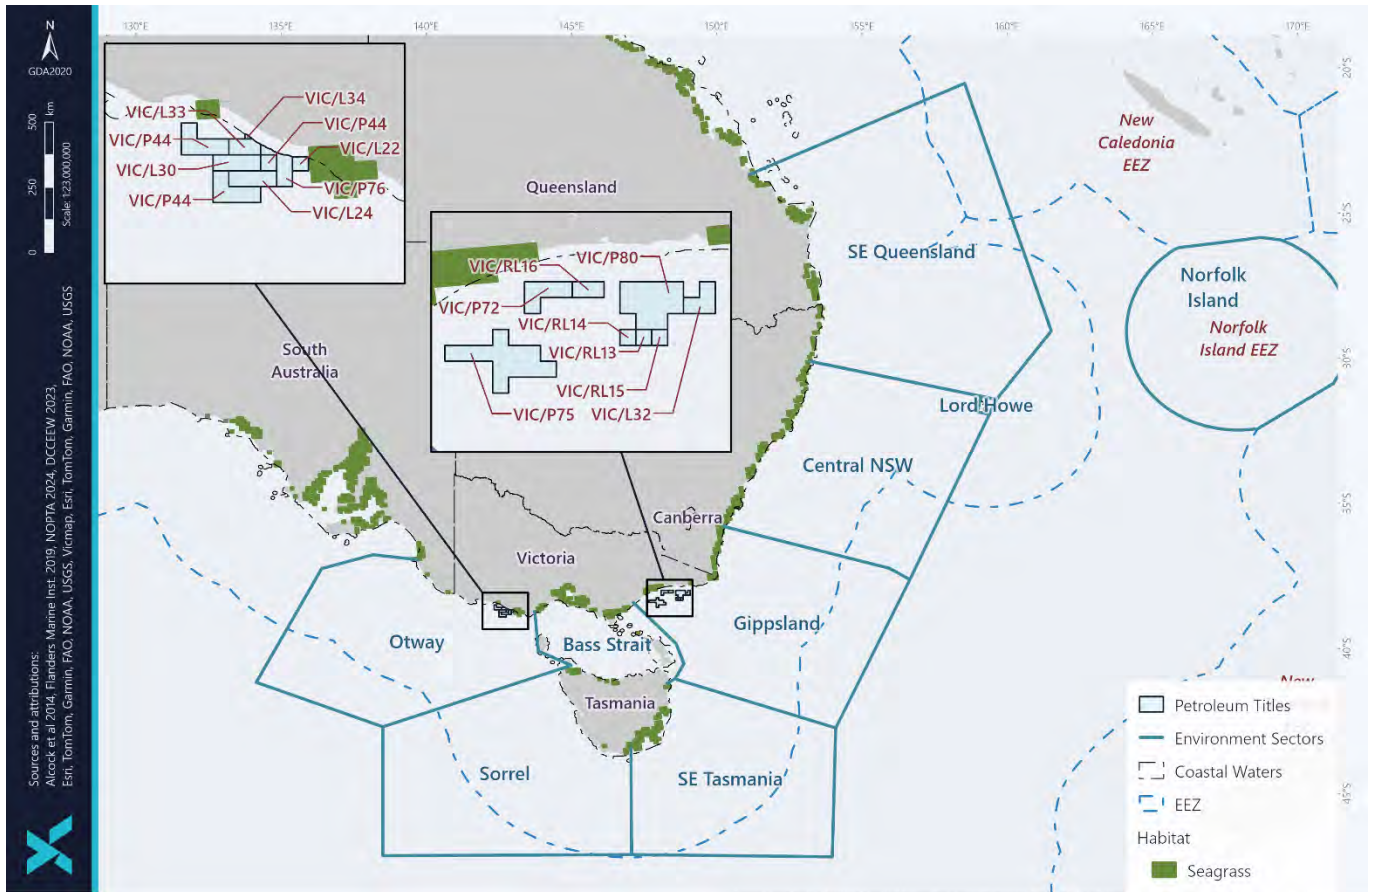 N
GDA2020
500
250
0
km
Scale: 1:23,000,000
Sources and attributions:
Alcock et al 2014, Flanders Marine Inst. 2019, NOPTA 2024, DCCEEW 2023,
Esri, TomTom, Garmin, FAO, NOAA, USGS, Vicmap, Esri, TomTom, Garmin, FAO, NOAA, USGS
130°E
135°E
140°E
145°E
150°E
155°E
160°E
165°E
170°E
20°S
25°S
30°S
35°S
40°S
45°S
VIC/L34
VIC/L33
VIC/P44
VIC/P44
VIC/L22
VIC/L30
VIC/P76
VIC/P44
VIC/L24
VIC/P80
VIC/RL16
VIC/P72
VIC/RL14
VIC/RL13
VIC/RL15
VIC/P75
VIC/L32
Queensland
South
Australia
Canberra
Victoria
Tasmania
New
Caledonia
EEZ
SE Queensland
Norfolk
Island
Norfolk
Island EEZ
Lord Howe
Central NSW
Gippsland
Bass Strait
Otway
Sorrel
SE Tasmania
New
Petroleum Titles
Environment Sectors
Coastal Waters
EEZ
Habitat
Seagrass